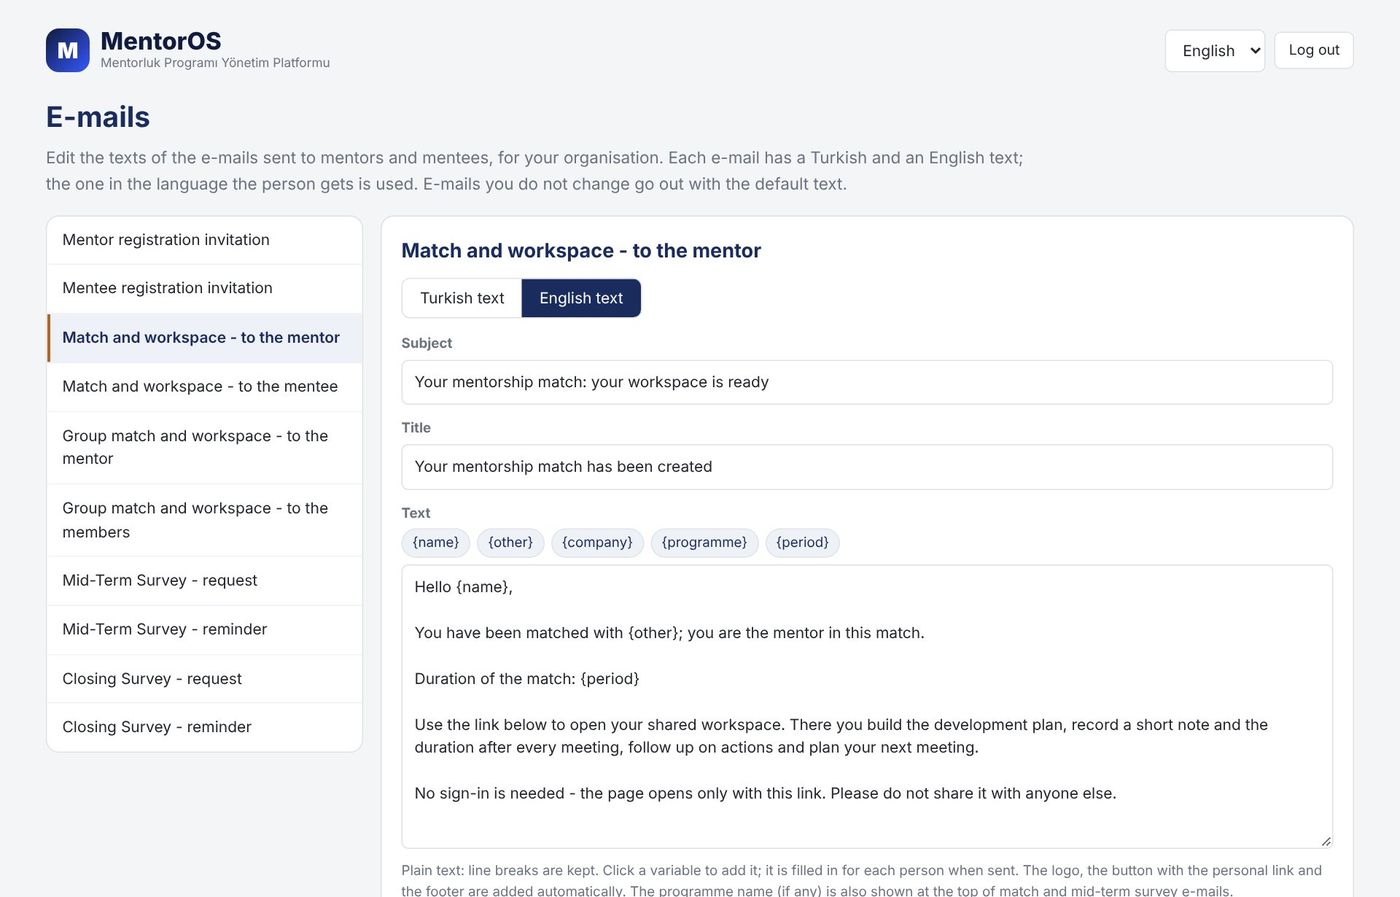 M
MentorOS
Mentorluk Programı Yönetim Platformu
English
Log out
E-mails
Edit the texts of the e-mails sent to mentors and mentees, for your organisation. Each e-mail has a Turkish and an English text;
the one in the language the person gets is used. E-mails you do not change go out with the default text.
Mentor registration invitation
Mentee registration invitation
Match and workspace - to the mentor
Match and workspace - to the mentee
Group match and workspace - to the
mentor
Group match and workspace - to the
members
Mid-Term Survey - request
Mid-Term Survey - reminder
Closing Survey - request
Closing Survey - reminder
Match and workspace - to the mentor
Turkish text
English text
Subject
Your mentorship match: your workspace is ready
Title
Your mentorship match has been created
Text
{name} {other} {company} {programme} {period}
Hello {name},
You have been matched with {other}; you are the mentor in this match.
Duration of the match: {period}
Use the link below to open your shared workspace. There you build the development plan, record a short note and the
duration after every meeting, follow up on actions and plan your next meeting.
No sign-in is needed - the page opens only with this link. Please do not share it with anyone else.
Plain text: line breaks are kept. Click a variable to add it; it is filled in for each person when sent. The logo, the button with the personal link and
the footer are added automatically. The programme name (if any) is also shown at the top of match and mid-term survey e-mails.